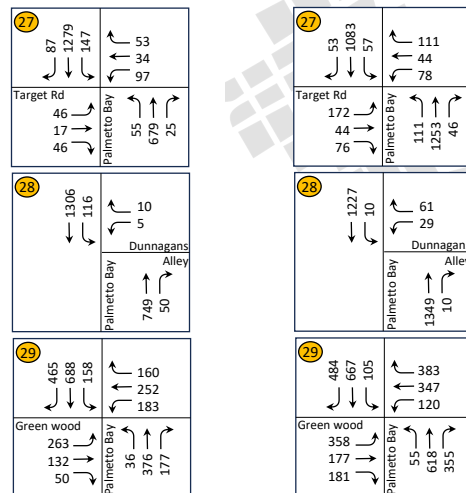 27
87 1279 147
53
34
97
Target Rd
46
17
46
Palmetto Bay
55 679 25
28
1306 116
10
5
Dunnagans
Alley
Palmetto Bay
749 50
29
465 688 158
160
252
183
Green wood
263
132
50
Palmetto Bay
36 376 177
27
53 1083 57
111
44
78
Target Rd
172
44
76
Palmetto Bay
111 1253 46
28
1227 10
61
29
Dunnagan
Alle
Palmetto Bay
1349 10
29
484 667 105
383
347
120
Green wood
358
177
181
Palmetto Bay
55 618 355